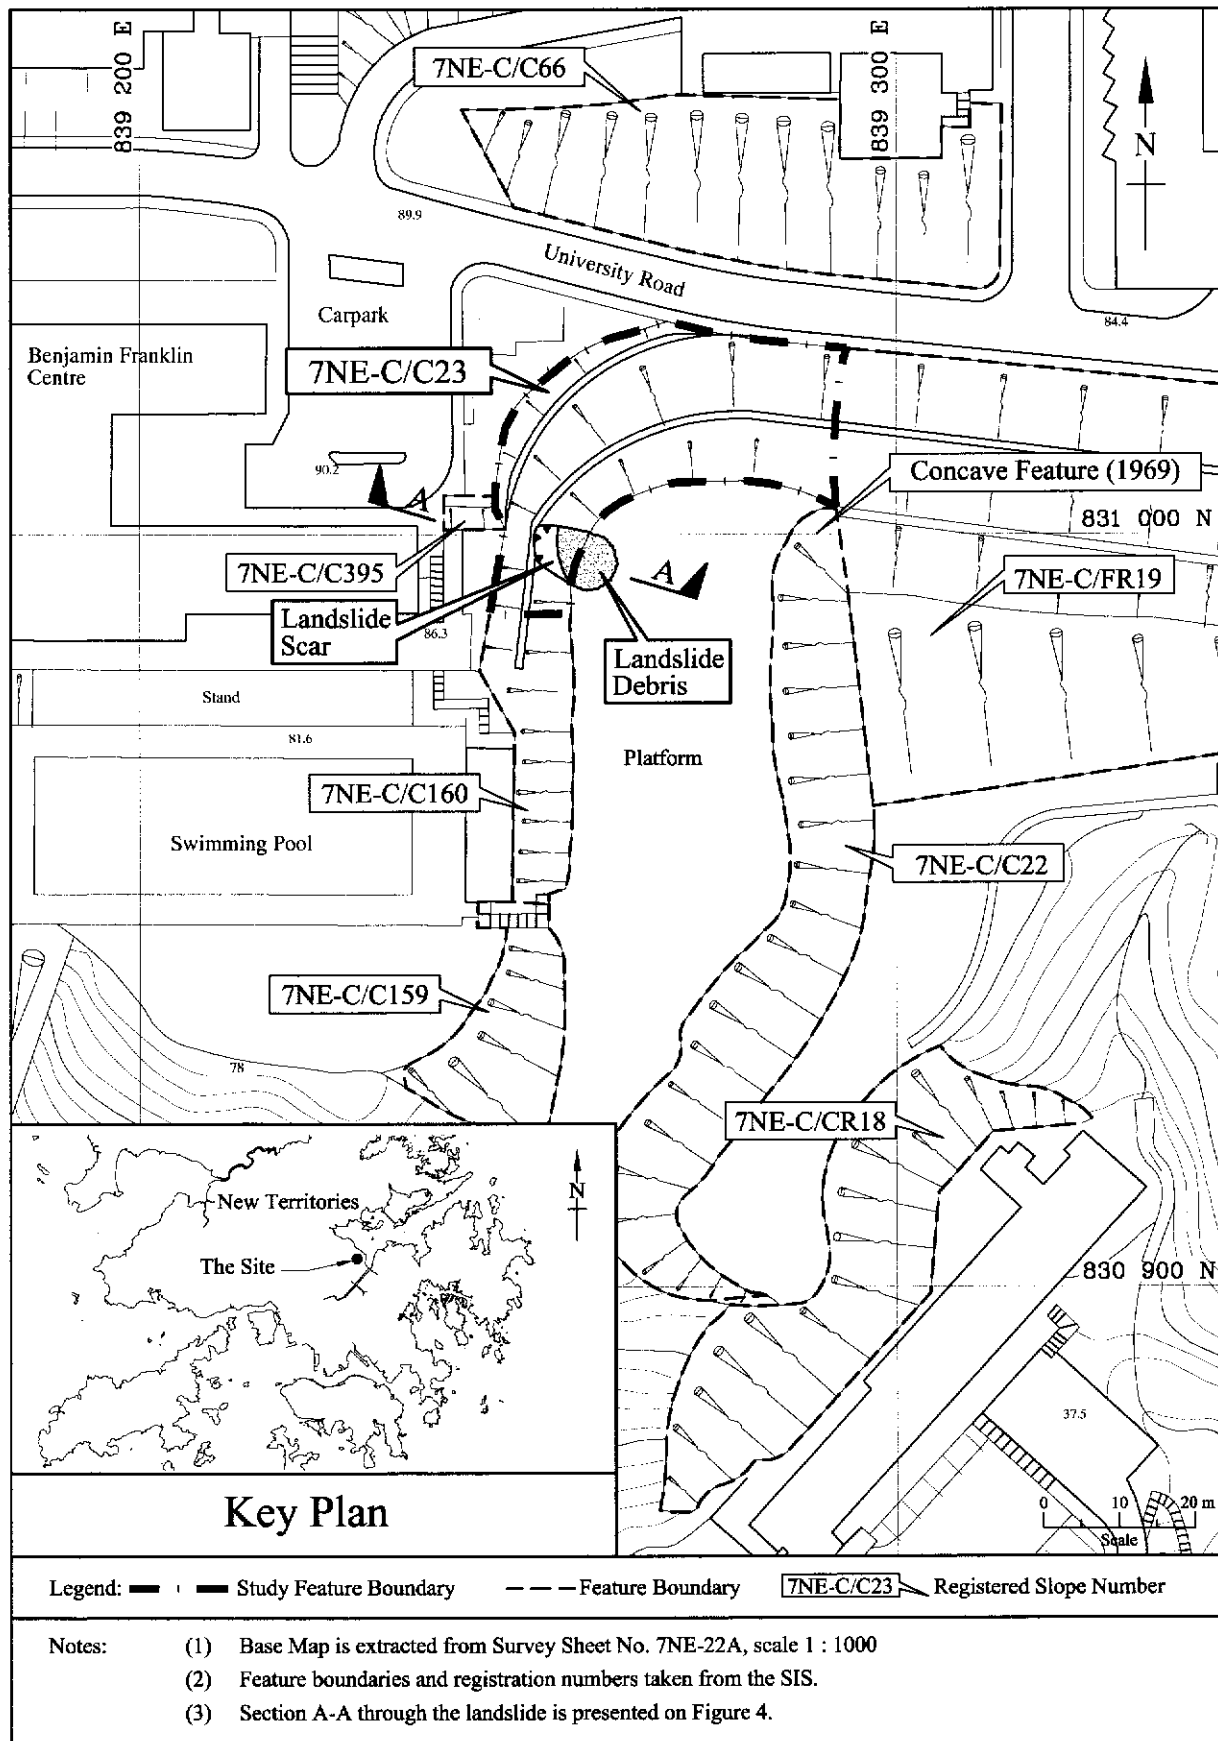 839 200 E
7NE-C/C66
839 300 E
N
89.9
University Road
Carpark
84.4
Benjamin Franklin
Centre
7NE-C/C23
90.2
A
Concave Feature (1969)
831 000 N
7NE-C/C395
A
7NE-C/FR19
Landslide
Scar
86.3
Landslide
Debris
Stand
81.6
Platform
7NE-C/C160
Swimming Pool
7NE-C/C22
7NE-C/C159
78
7NE-C/CR18
New Territories
N
The Site
830 900 N
37.5
0 10 20 m
Scale
Key Plan
Legend: Study Feature Boundary Feature Boundary 7NE-C/C23 Registered Slope Number
Notes: (1) Base Map is extracted from Survey Sheet No. 7NE-22A, scale 1 : 1000
(2) Feature boundaries and registration numbers taken from the SIS.
(3) Section A-A through the landslide is presented on Figure 4.